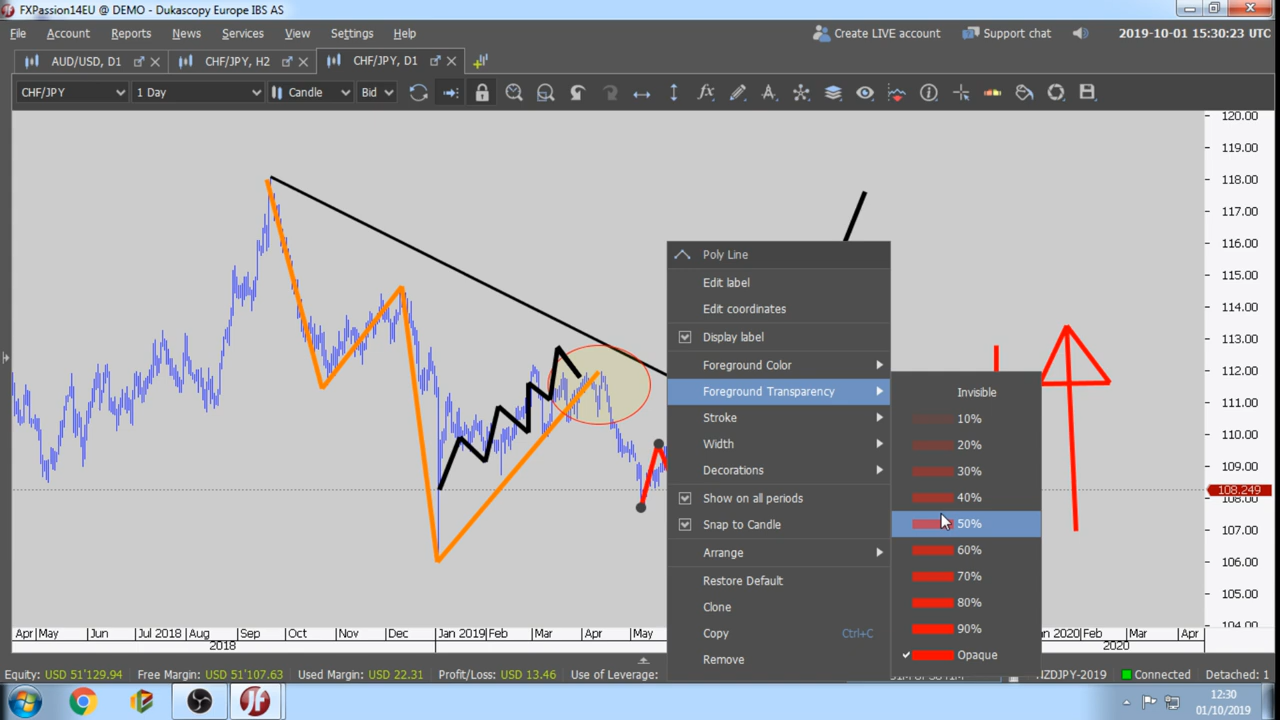 FXPassion14EU @ DEMO - Dukascopy Europe IBS AS
File Account Reports News Services View Settings Help Create LIVE account Support chat 2019-10-01 15:30:23 UTC
AUD/USD, D1 CHF/JPY, H2 CHF/JPY, D1
CHF/JPY 1 Day Candle Bid
120.00
119.00
118.00
117.00
116.00
115.00
114.00
113.00
112.00
111.00
110.00
109.00
108.249
108.00
107.00
106.00
105.00
104.00
Poly Line
Edit label
Edit coordinates
Display label
Foreground Color
Foreground Transparency
Stroke
Width
Decorations
Show on all periods
Snap to Candle
Arrange
Restore Default
Clone
Copy Ctrl+C
Remove
Invisible
10%
20%
30%
40%
50%
60%
70%
80%
90%
Opaque
Apr May Jun Jul 2018 Aug Sep Oct Nov Dec Jan 2019 Feb Mar Apr May 2020 Feb Mar Apr
2018 2020
Equity: USD 51'129.94 Free Margin: USD 51'107.63 Used Margin: USD 22.31 Profit/Loss: USD 13.46 Use of Leverage: NZDJPY-2019 Connected Detached: 1
12:30
01/10/2019